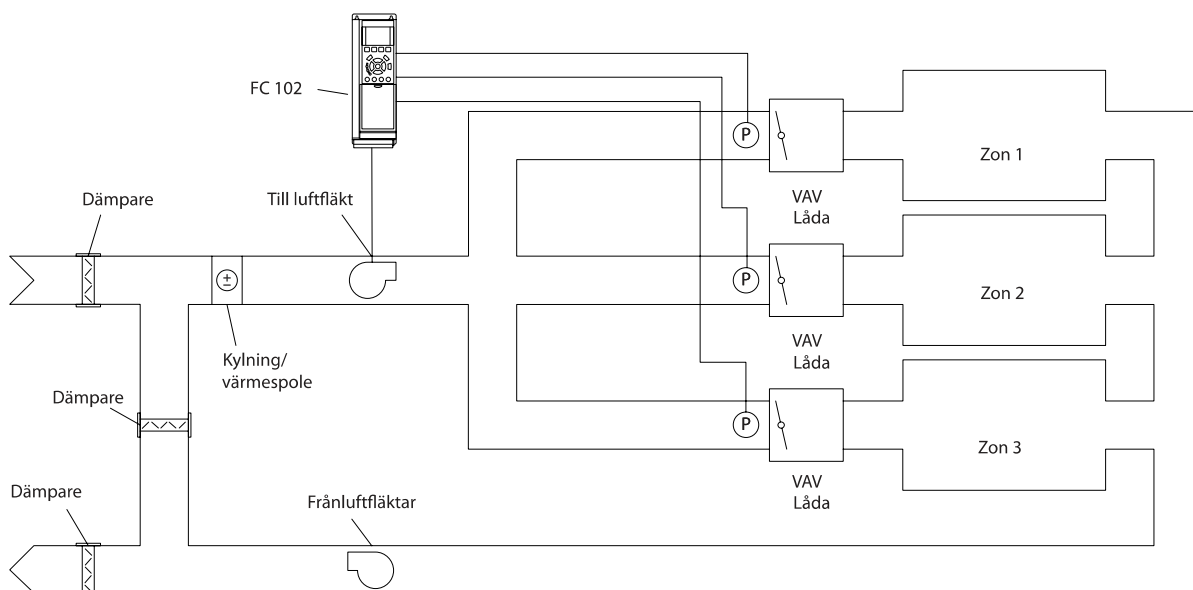 FC 102
P
Zon 1
VAV
Låda
Dämpare
Till luftfläkt
±
P
Zon 2
VAV
Låda
Kylning/
värmespole
Dämpare
P
Zon 3
VAV
Låda
Dämpare
Frånluftfläktar